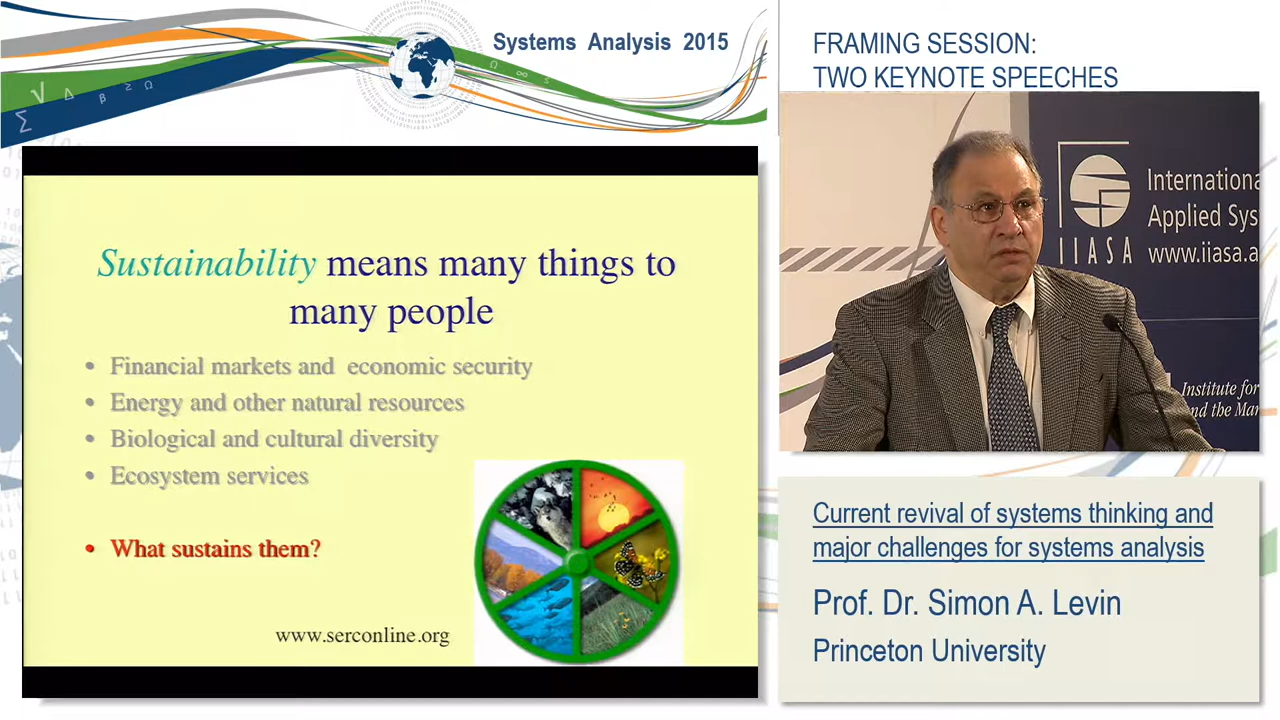 Systems Analysis 2015
FRAMING SESSION:
TWO KEYNOTE SPEECHES
Sustainability means many things to
many people
• Financial markets and economic security
• Energy and other natural resources
• Biological and cultural diversity
• Ecosystem services
• What sustains them?
www.serconline.org
IIASA
Internationa
Applied Sys
www.iiasa.a
Institute for
nd the Mar
Current revival of systems thinking and
major challenges for systems analysis
Prof. Dr. Simon A. Levin
Princeton University